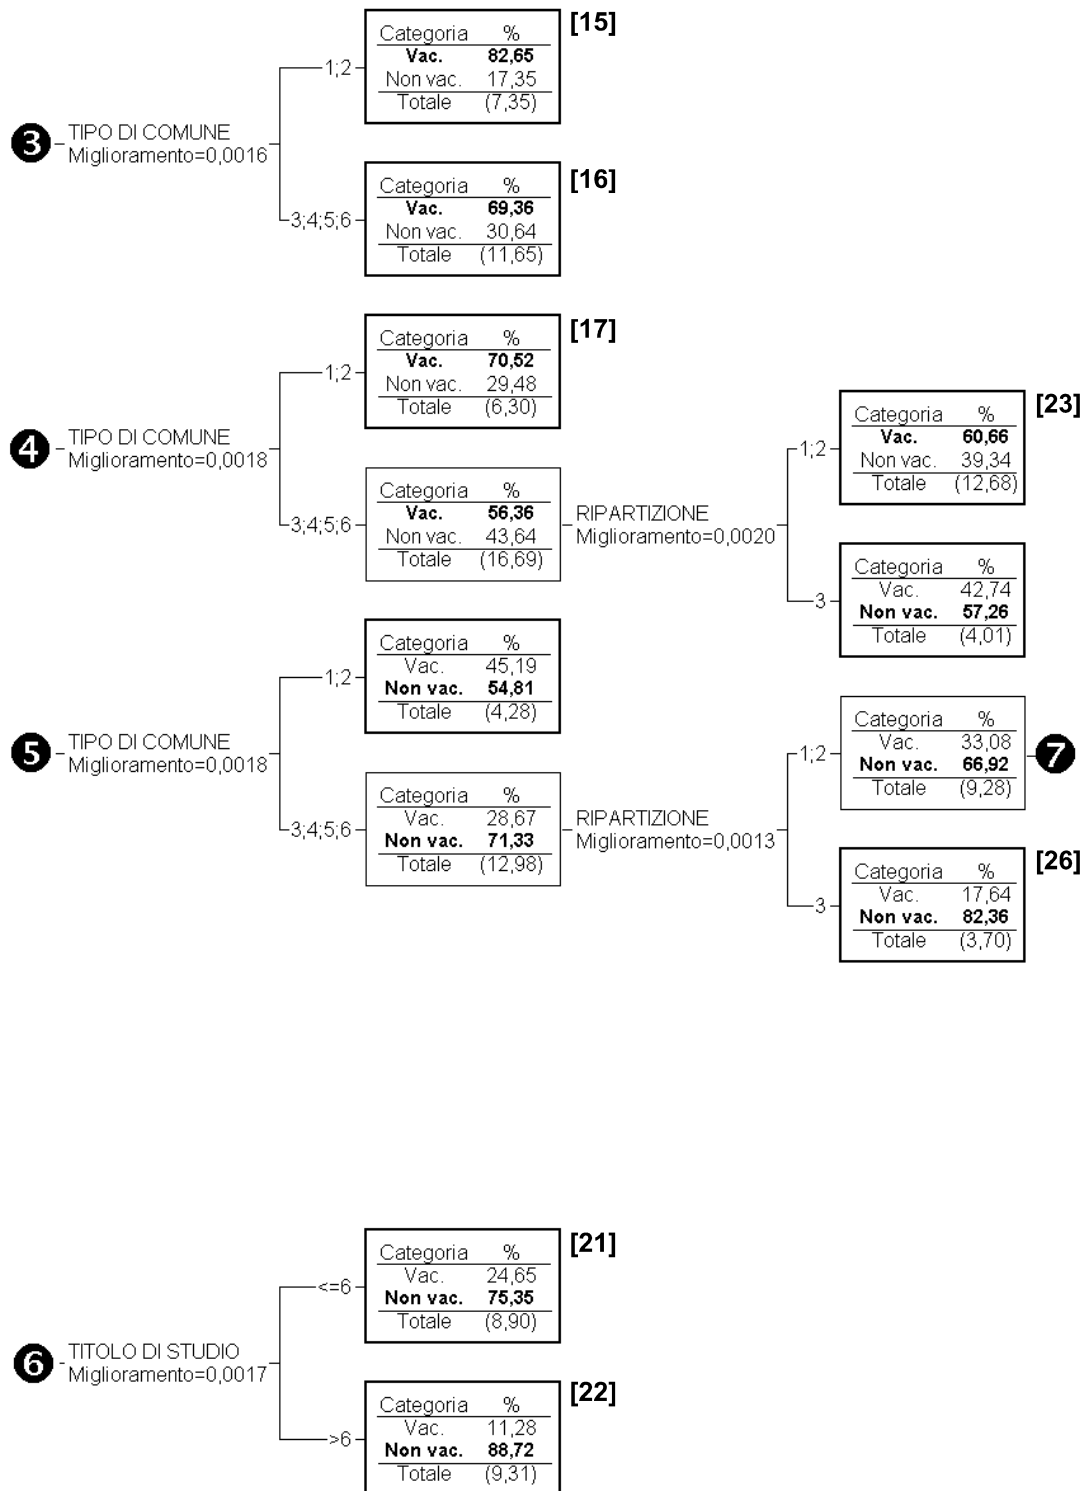 [15]
Categoria %
Vac. 82,65
Non vac. 17,35
Totale (7,35)
1;2
3 TIPO DI COMUNE
Miglioramento=0,0016
3;4;5;6
[16]
Categoria %
Vac. 69,36
Non vac. 30,64
Totale (11,65)
[17]
Categoria %
Vac. 70,52
Non vac. 29,48
Totale (6,30)
1;2
4 TIPO DI COMUNE
Miglioramento=0,0018
3;4;5;6
Categoria %
Vac. 56,36
Non vac. 43,64
Totale (16,69)
RIPARTIZIONE
Miglioramento=0,0020
1;2
[23]
Categoria %
Vac. 60,66
Non vac. 39,34
Totale (12,68)
3
Categoria %
Vac. 42,74
Non vac. 57,26
Totale (4,01)
1;2
Categoria %
Vac. 45,19
Non vac. 54,81
Totale (4,28)
5 TIPO DI COMUNE
Miglioramento=0,0018
3;4;5;6
Categoria %
Vac. 28,67
Non vac. 71,33
Totale (12,98)
RIPARTIZIONE
Miglioramento=0,0013
1;2
Categoria %
Vac. 33,08
Non vac. 66,92
Totale (9,28)
7
3
[26]
Categoria %
Vac. 17,64
Non vac. 82,36
Totale (3,70)
[21]
Categoria %
Vac. 24,65
Non vac. 75,35
Totale (8,90)
<=6
6 TITOLO DI STUDIO
Miglioramento=0,0017
>6
[22]
Categoria %
Vac. 11,28
Non vac. 88,72
Totale (9,31)